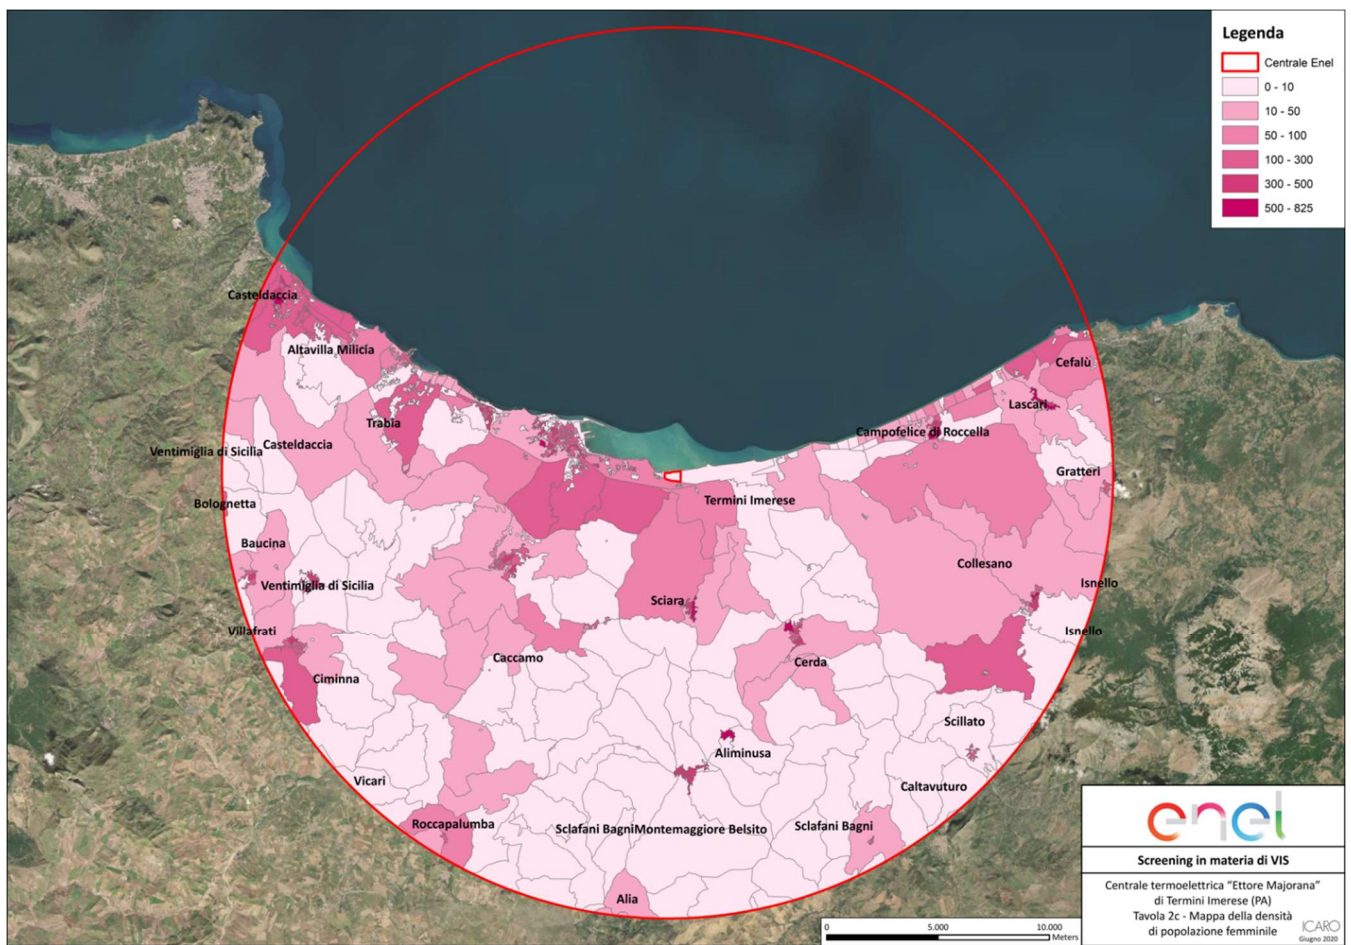 Legenda
Centrale Enel
0 - 10
10 - 50
50 - 100
100 - 300
300 - 500
500 - 825
Casteldaccia
Altavilla Milicia
Cefalù
Lascari
Trabia
Campofelice di Roccella
Casteldaccia
Ventimiglia di Sicilia
Gratteri
Bolognetta
Termini Imerese
Baucina
Collesano
Ventimiglia di Sicilia
Isnello
Sciara
Villafrati
Isnello
Caccamo
Cerda
Ciminna
Scillato
Aliminusa
Vicari
Caltavuturo
Roccapalumba
Sclafani Bagni
Montemaggiore Belsito
Sclafani Bagni
Alia
0 5.000 10.000
Meters
enel
Screening in materia di VIS
Centrale termoelettrica “Ettore Majorana”
di Termini Imerese (PA)
Tavola 2c - Mappa della densità
di popolazione femminile
ICARO
Giugno 2020